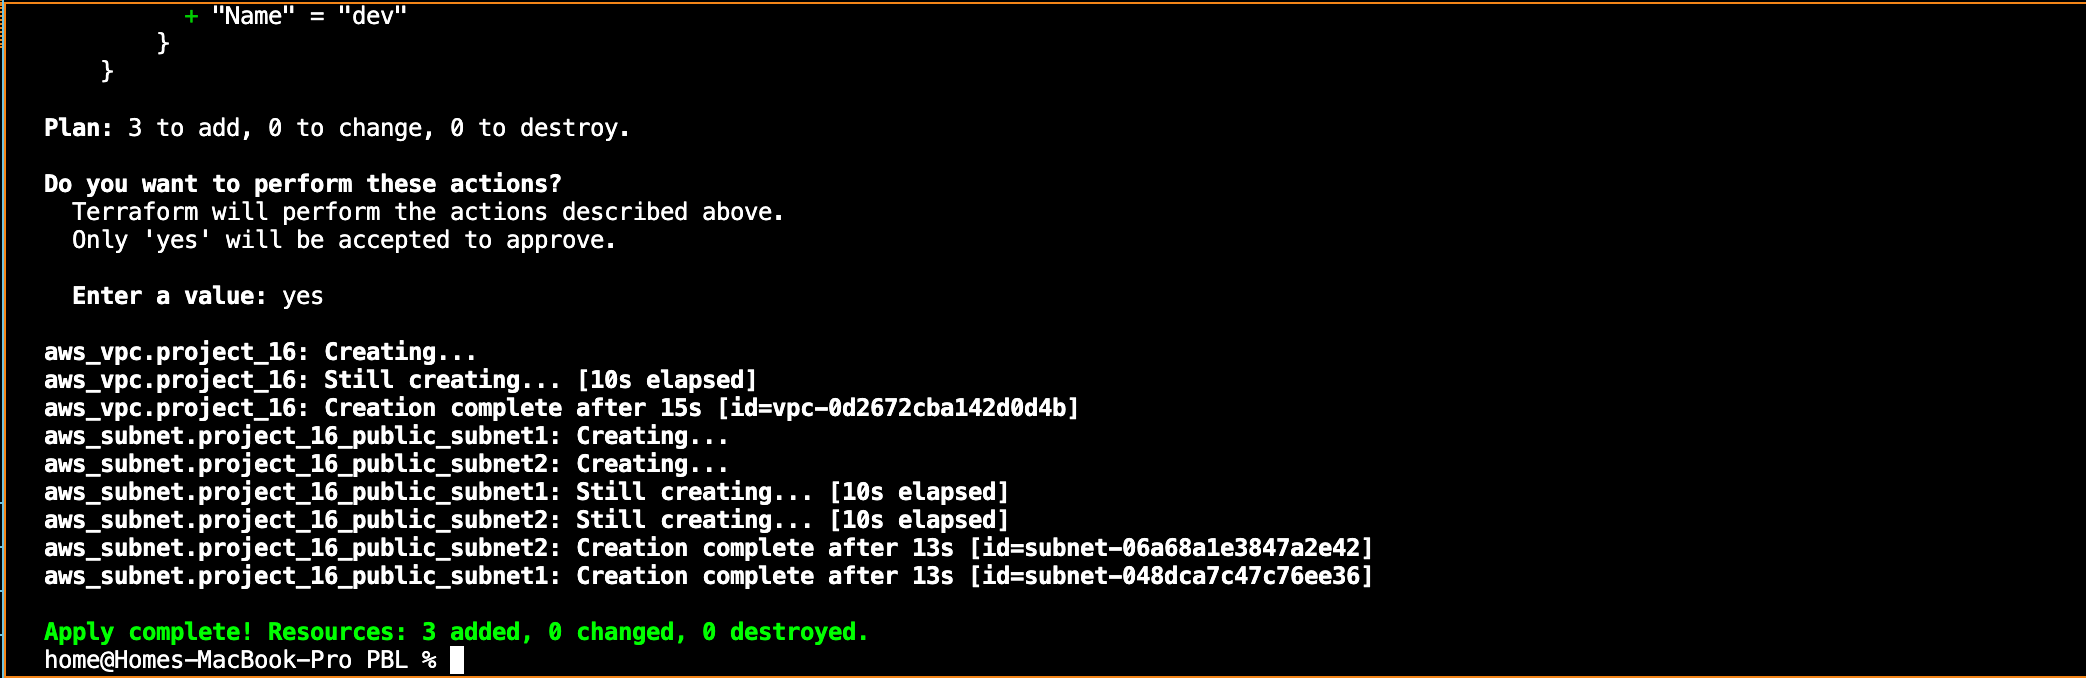 + "Name" = "dev"
}
}
Plan: 3 to add, 0 to change, 0 to destroy.
Do you want to perform these actions?
Terraform will perform the actions described above.
Only 'yes' will be accepted to approve.
Enter a value: yes
aws_vpc.project_16: Creating...
aws_vpc.project_16: Still creating... [10s elapsed]
aws_vpc.project_16: Creation complete after 15s [id=vpc-0d2672cba142d0d4b]
aws_subnet.project_16_public_subnet1: Creating...
aws_subnet.project_16_public_subnet2: Creating...
aws_subnet.project_16_public_subnet1: Still creating... [10s elapsed]
aws_subnet.project_16_public_subnet2: Still creating... [10s elapsed]
aws_subnet.project_16_public_subnet2: Creation complete after 13s [id=subnet-06a68a1e3847a2e42]
aws_subnet.project_16_public_subnet1: Creation complete after 13s [id=subnet-048dca7c47c76ee36]
Apply complete! Resources: 3 added, 0 changed, 0 destroyed.
home@Homes-MacBook-Pro PBL %